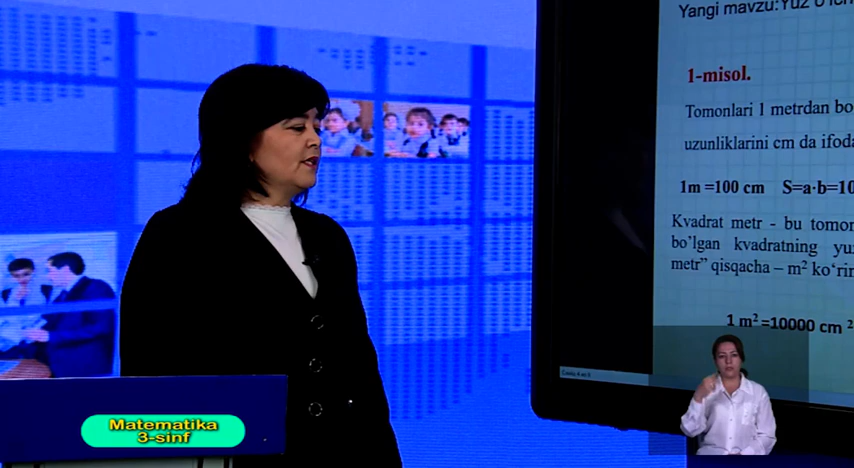 Yangi mavzu:Yuz o'lch
1-misol.
Tomonlari 1 metrdan bo
uzunliklarini cm da ifoda
1m =100 cm S=a·b=10
Kvadrat metr - bu tomon
bo'lgan kvadratning yu
metr” qisqacha – m² ko‘rin
1 m² =10000 cm ²
Matematika
3-sinf